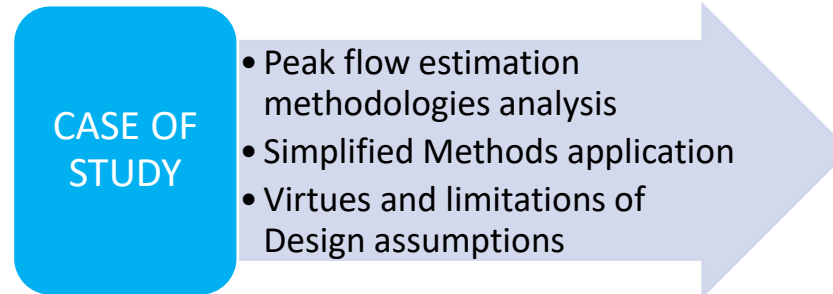 CASE OF
STUDY
• Peak flow estimation
methodologies analysis
• Simplified Methods application
• Virtues and limitations of
Design assumptions